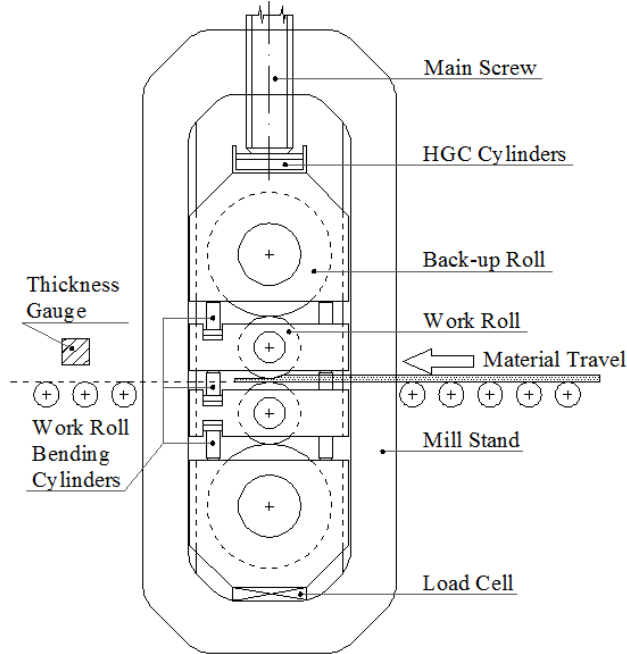 Main Screw
HGC Cylinders
Back-up Roll
Thickness
Gauge
Work Roll
Material Travel
Work Roll
Bending
Cylinders
Mill Stand
Load Cell